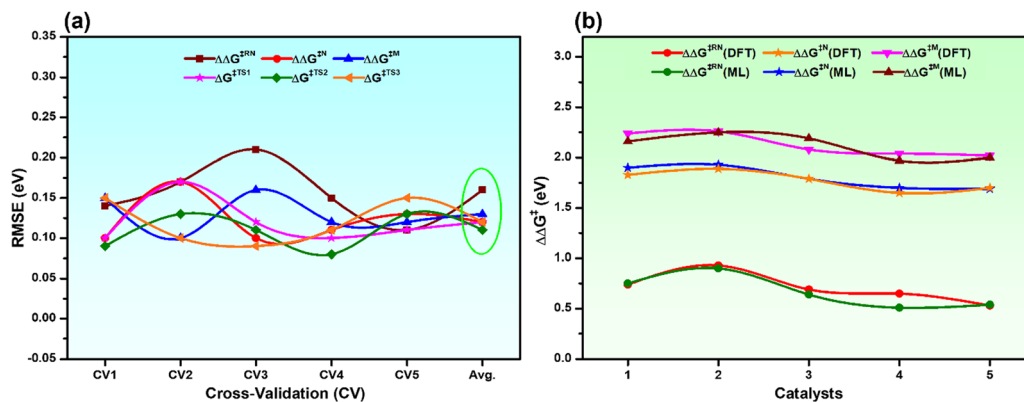 (a)
0.35
0.30
0.25
0.20
0.15
0.10
0.05
0.00
-0.05
RMSE (eV)
ΔΔG‡RN ΔΔG‡N ΔΔG‡M
ΔG‡TS1 ΔG‡TS2 ΔG‡TS3
CV1 CV2 CV3 CV4 CV5 Avg.
Cross-Validation (CV)
(b)
3.0
2.5
2.0
1.5
1.0
0.5
0.0
ΔΔG‡ (eV)
ΔΔG‡RN(DFT) ΔΔG‡N(DFT) ΔΔG‡M(DFT)
ΔΔG‡RN(ML) ΔΔG‡N(ML) ΔΔG‡M(ML)
1 2 3 4 5
Catalysts